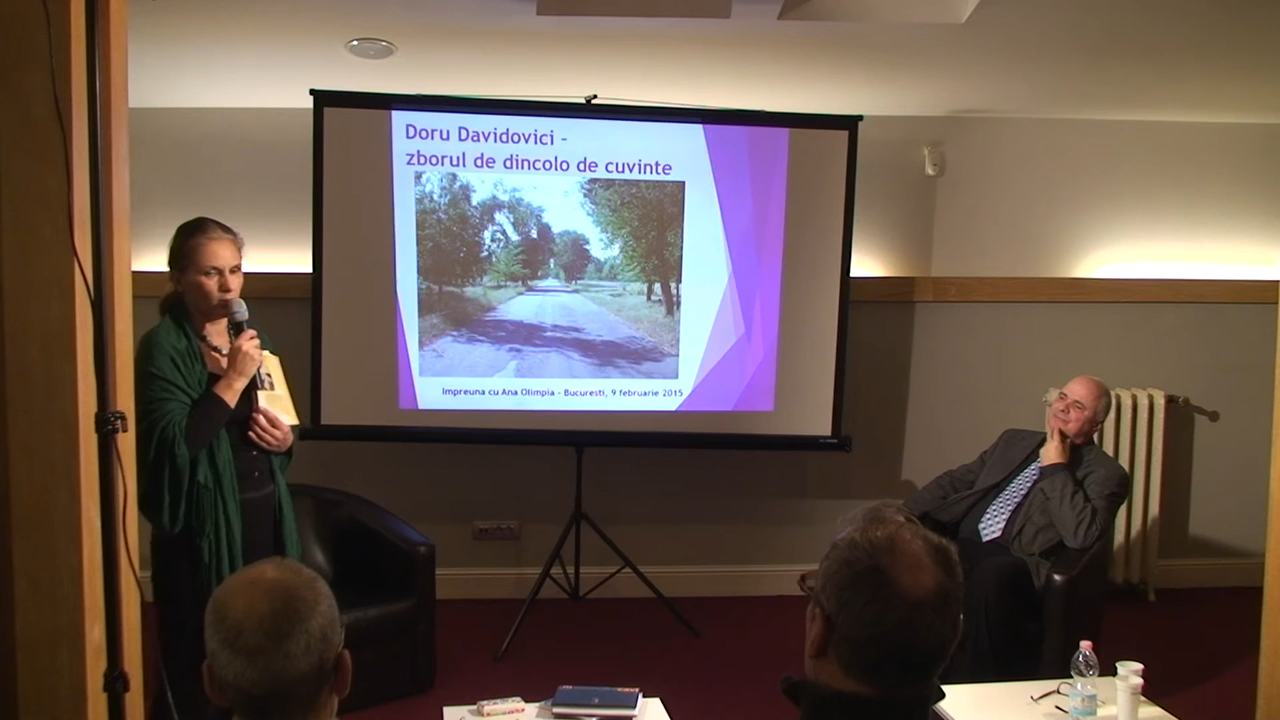 Doru Davidovici –
zborul de dincolo de cuvinte
Impreuna cu Ana Olimpia - Bucuresti, 9 februarie 2015